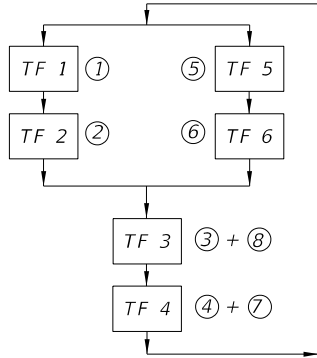 TF 1 ① ⑤ TF 5
TF 2 ② ⑥ TF 6
TF 3 ③ + ⑧
TF 4 ④ + ⑦